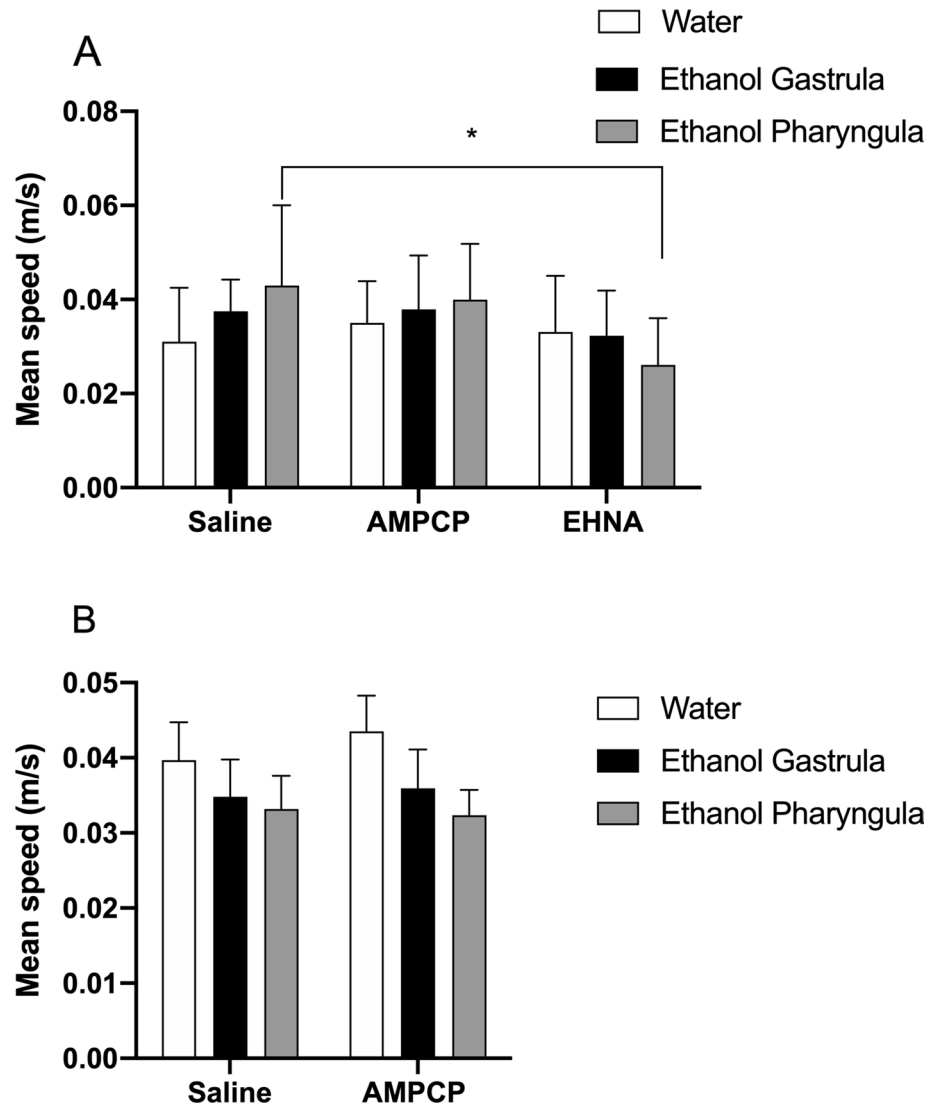 A
Water
Ethanol Gastrula
Ethanol Pharyngula
*
Mean speed (m/s)
0.08
0.06
0.04
0.02
0.00
Saline AMPCP EHNA
B
Water
Ethanol Gastrula
Ethanol Pharyngula
Mean speed (m/s)
0.05
0.04
0.03
0.02
0.01
0.00
Saline AMPCP